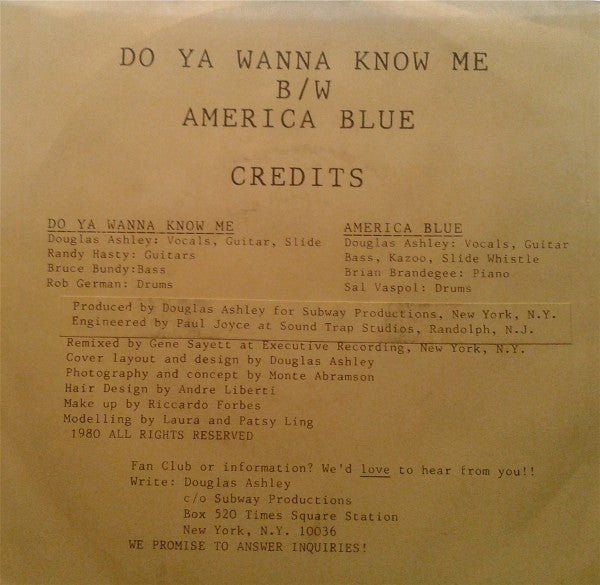 DO YA WANNA KNOW ME
B/W
AMERICA BLUE
CREDITS
DO YA WANNA KNOW ME
Douglas Ashley: Vocals, Guitar, Slide
Randy Hasty: Guitars
Bruce Bundy:Bass
Rob German: Drums
AMERICA BLUE
Douglas Ashley: Vocals, Guitar
Bass, Kazoo, Slide Whistle
Brian Brandegee: Piano
Sal Vaspol: Drums
Produced by Douglas Ashley for Subway Productions, New York, N.Y.
Engineered by Paul Joyce at Sound Trap Studios, Randolph, N.J.
Remixed by Gene Sayett at Executive Recording, New York, N.Y.
Cover layout and design by Douglas Ashley
Photography and concept by Monte Abramson
Hair Design by Andre Liberti
Make up by Riccardo Forbes
Modelling by Laura and Patsy Ling
1980 ALL RIGHTS RESERVED
Fan Club or information? We'd love to hear from you!!
Write: Douglas Ashley
c/o Subway Productions
Box 520 Times Square Station
New York, N.Y. 10036
WE PROMISE TO ANSWER INQUIRIES!